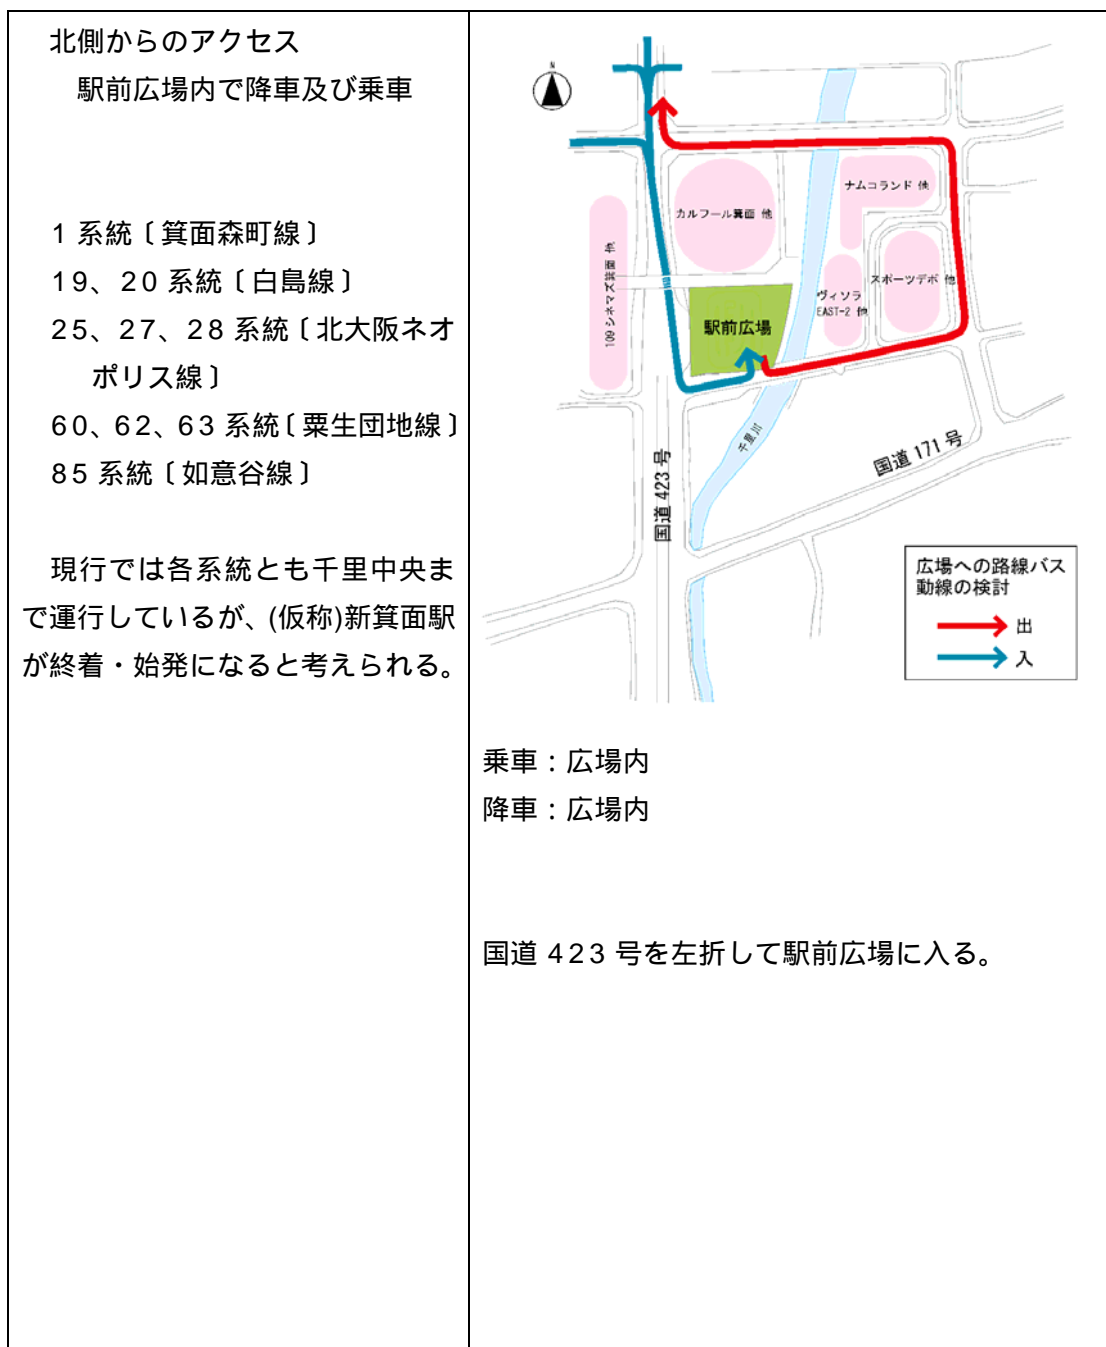 北側からのアクセス
駅前広場内で降車及び乗車
1 系統〔箕面森町線〕
19、20 系統〔白島線〕
25、27、28 系統〔北大阪ネオ
ポリス線〕
60、62、63 系統〔粟生団地線〕
85 系統〔如意谷線〕
現行では各系統とも千里中央ま
で運行しているが、(仮称)新箕面駅
が終着・始発になると考えられる。
N
ナムコランド 他
カルフール箕面 他
109 シネマズ箕面 他
スポーツデポ 他
ヴィソラ
EAST-2 他
駅前広場
千里川
国道 171 号
国道 423 号
広場への路線バス
動線の検討
出
入
乗車：広場内
降車：広場内
国道 423 号を左折して駅前広場に入る。